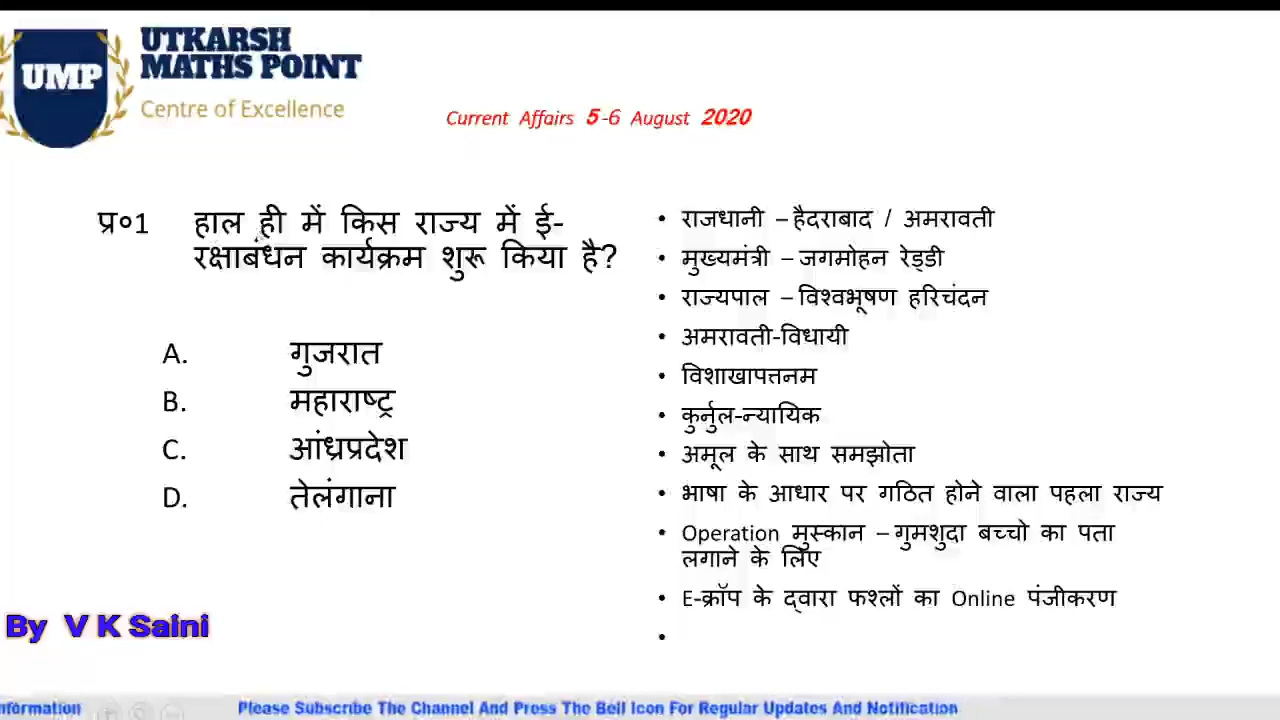 UMP
UTKARSH
MATHS POINT
Centre of Excellence
Current Affairs 5-6 August 2020
प्र०1 हाल ही में किस राज्य में ई-
रक्षाबंधन कार्यक्रम शुरू किया है?
A. गुजरात
B. महाराष्ट्र
C. आंध्रप्रदेश
D. तेलंगाना
• राजधानी – हैदराबाद / अमरावती
• मुख्यमंत्री – जगमोहन रेड्डी
• राज्यपाल – विश्वभूषण हरिचंदन
• अमरावती-विधायी
• विशाखापत्तनम
• कुर्नुल-न्यायिक
• अमूल के साथ समझोता
• भाषा के आधार पर गठित होने वाला पहला राज्य
• Operation मुस्कान – गुमशुदा बच्चो का पता
लगाने के लिए
• E-क्रॉप के द्वारा फश्लों का Online पंजीकरण
•
By V K Saini
nformation Please Subscribe The Channel And Press The Bell Icon For Regular Updates And Notification